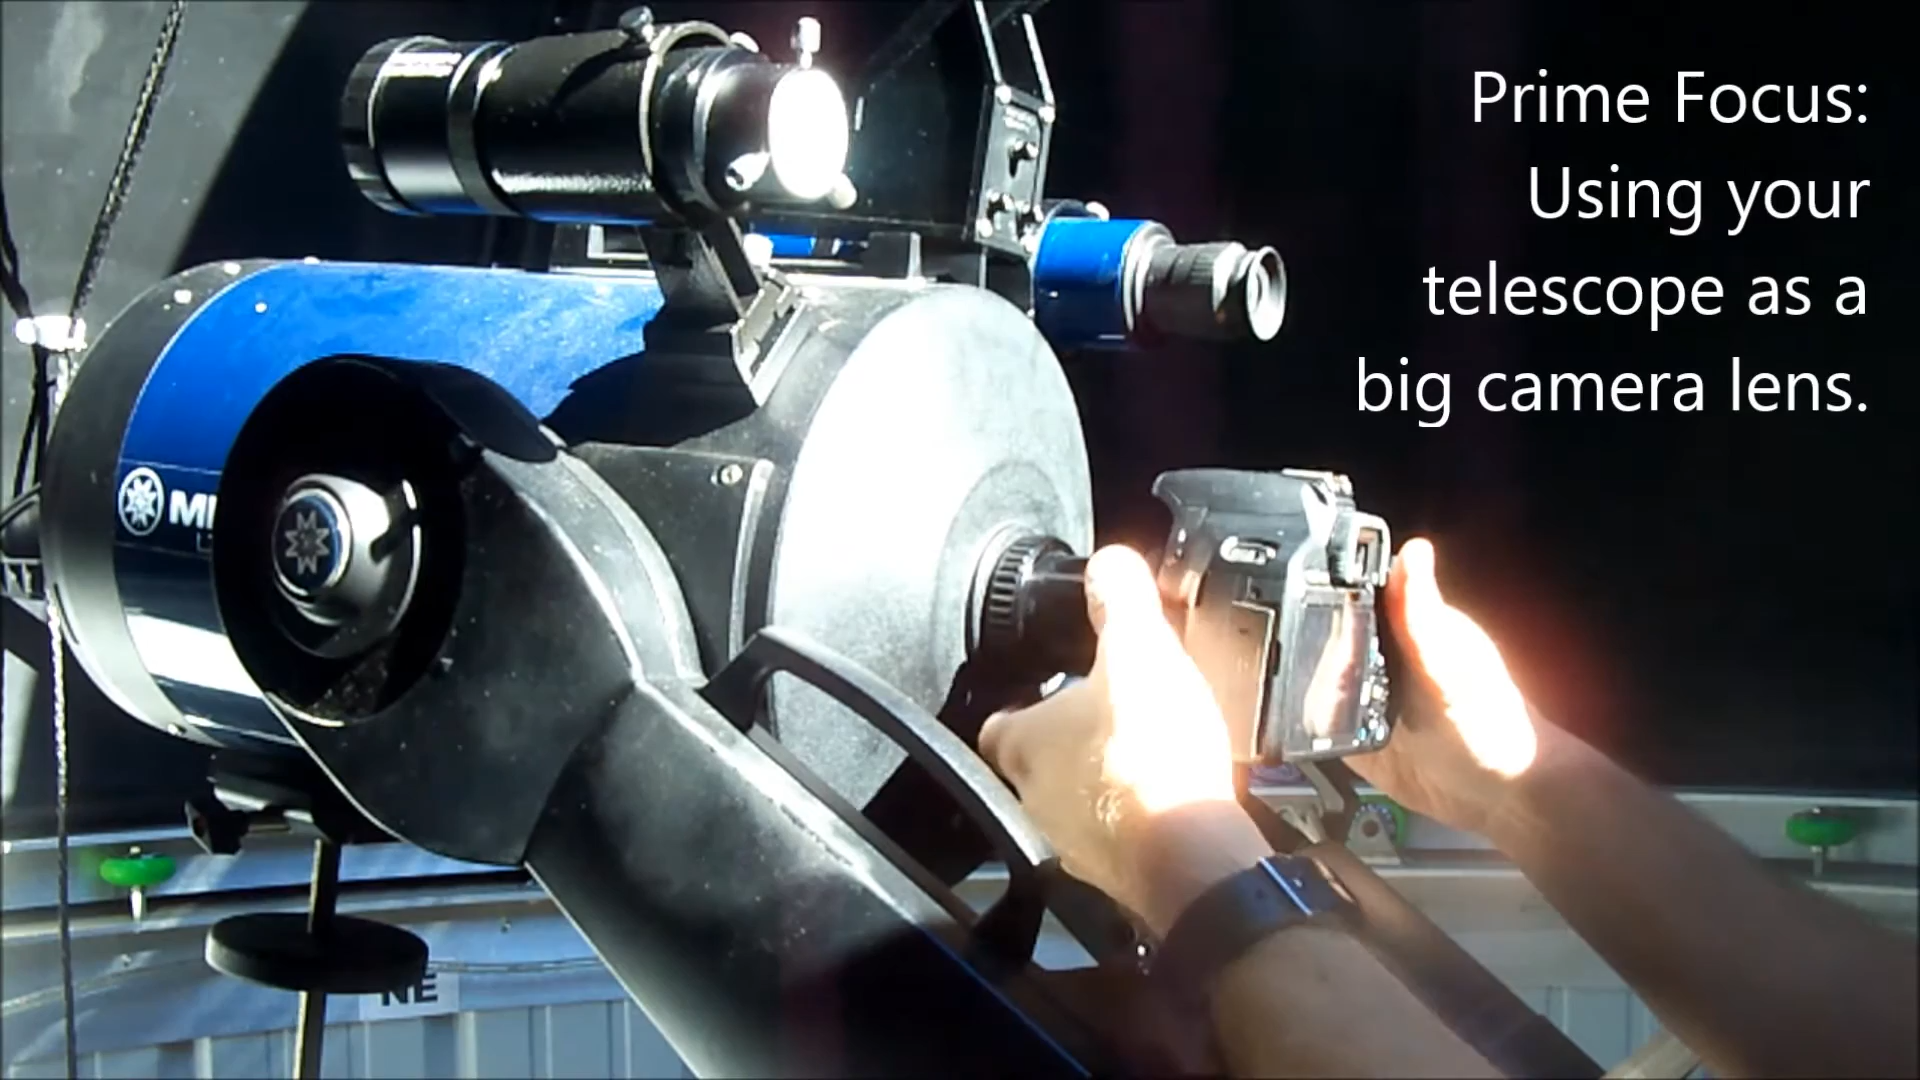 Prime Focus:
Using your
telescope as a
big camera lens.
NE